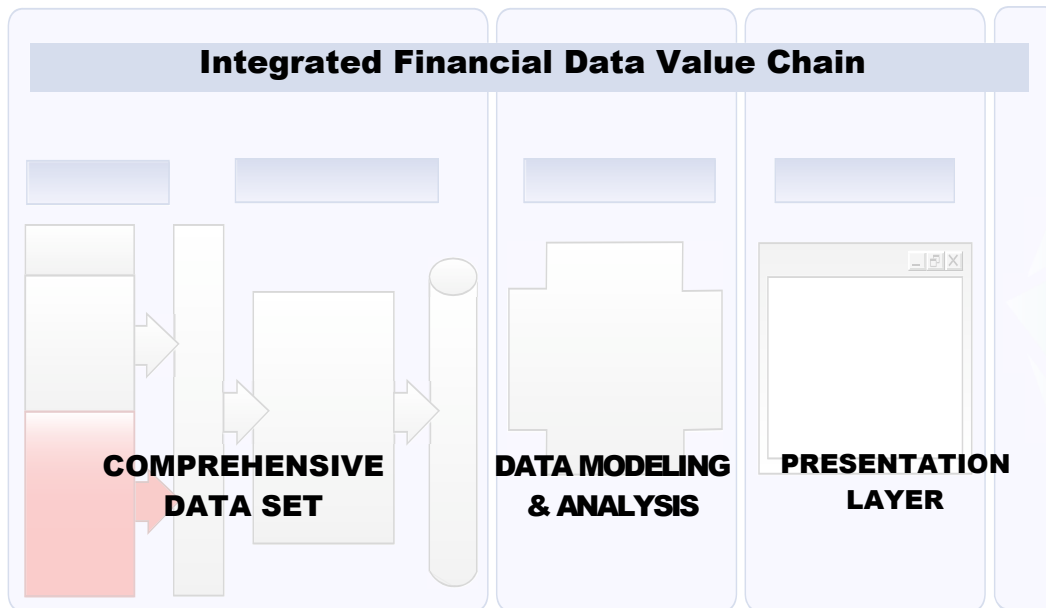 Integrated Financial Data Value Chain
COMPREHENSIVE
DATA SET
DATA MODELING
& ANALYSIS
PRESENTATION
LAYER